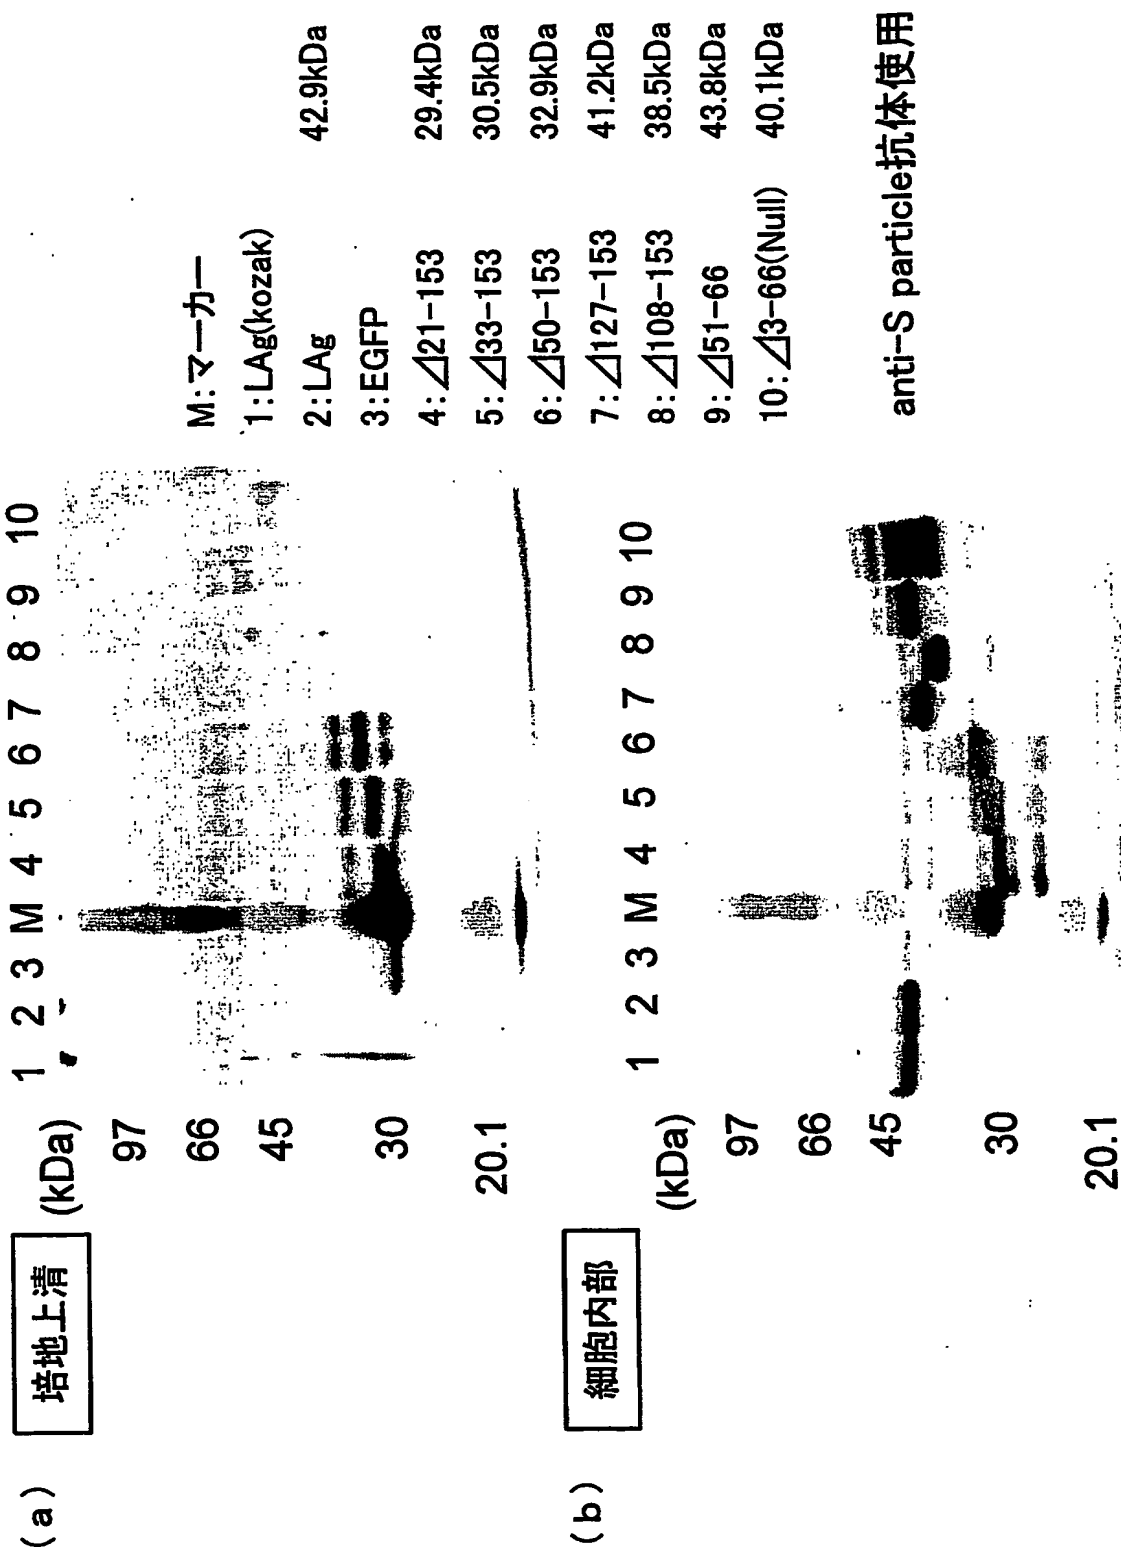 (a)
培地上清
1 2 3 M 4 5 6 7 8 9 10
(kDa)
97
66
45
30
20.1
M:マーカー
1:LAg(kozak)
2:LAg 42.9kDa
3:EGFP
4:⊿21-153 29.4kDa
5:⊿33-153 30.5kDa
6:⊿50-153 32.9kDa
7:⊿127-153 41.2kDa
8:⊿108-153 38.5kDa
9:⊿51-66 43.8kDa
10:⊿3-66(Null) 40.1kDa
anti-S particle抗体使用
(b)
細胞内部
1 2 3 M 4 5 6 7 8 9 10
(kDa)
97
66
45
30
20.1